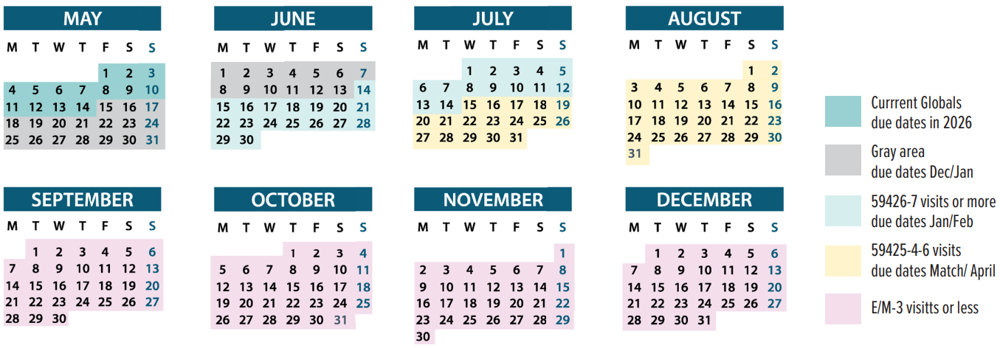 MAY
M T W T F S S
1 2 3
4 5 6 7 8 9 10
11 12 13 14 15 16 17
18 19 20 21 22 23 24
25 26 27 28 29 30 31
JUNE
M T W T F S S
1 2 3 4 5 6 7
8 9 10 11 12 13 14
15 16 17 18 19 20 21
22 23 24 25 26 27 28
29 30
JULY
M T W T F S S
1 2 3 4 5
6 7 8 9 10 11 12
13 14 15 16 17 18 19
20 21 22 23 24 25 26
27 28 29 30 31
AUGUST
M T W T F S S
1 2
3 4 5 6 7 8 9
10 11 12 13 14 15 16
17 18 19 20 21 22 23
24 25 26 27 28 29 30
31
SEPTEMBER
M T W T F S S
1 2 3 4 5 6
7 8 9 10 11 12 13
14 15 16 17 18 19 20
21 22 23 24 25 26 27
28 29 30
OCTOBER
M T W T F S S
1 2 3 4
5 6 7 8 9 10 11
12 13 14 15 16 17 18
19 20 21 22 23 24 25
26 27 28 29 30 31
NOVEMBER
M T W T F S S
1
2 3 4 5 6 7 8
9 10 11 12 13 14 15
16 17 18 19 20 21 22
23 24 25 26 27 28 29
30
DECEMBER
M T W T F S S
1 2 3 4 5 6
7 8 9 10 11 12 13
14 15 16 17 18 19 20
21 22 23 24 25 26 27
28 29 30 31
Currrent Globals
due dates in 2026
Gray area
due dates Dec/Jan
59426-7 visits or more
due dates Jan/Feb
59425-4-6 visits
due dates Match/ April
E/M-3 visitts or less